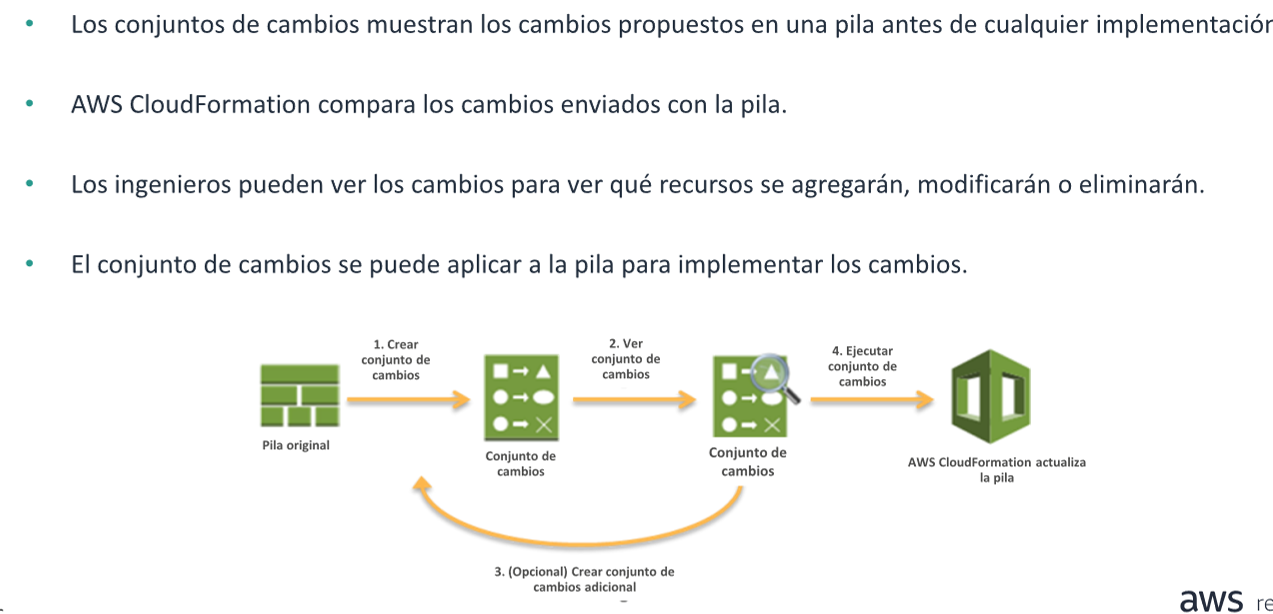 • Los conjuntos de cambios muestran los cambios propuestos en una pila antes de cualquier implementación
• AWS CloudFormation compara los cambios enviados con la pila.
• Los ingenieros pueden ver los cambios para ver qué recursos se agregarán, modificarán o eliminarán.
• El conjunto de cambios se puede aplicar a la pila para implementar los cambios.
1. Crear
conjunto de
cambios
2. Ver
conjunto de
cambios
4. Ejecutar
conjunto de
cambios
Pila original
Conjunto de
cambios
Conjunto de
cambios
AWS CloudFormation actualiza
la pila
3. (Opcional) Crear conjunto de
cambios adicional
aws re